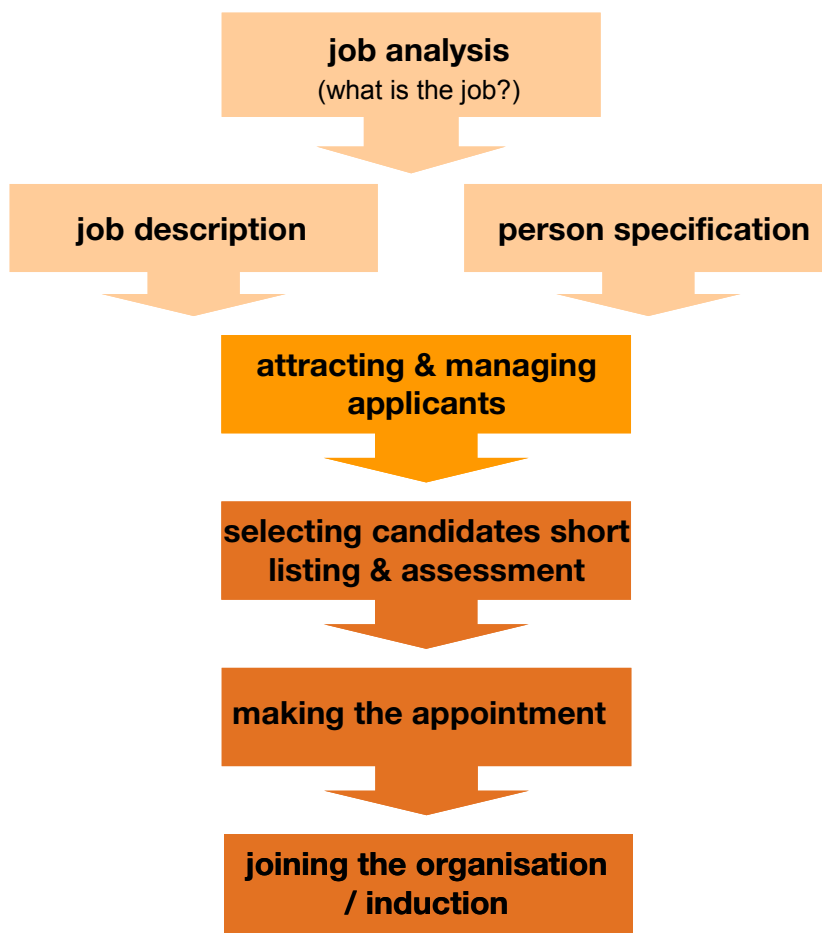 job analysis
(what is the job?)
job description
person specification
attracting & managing
applicants
selecting candidates short
listing & assessment
making the appointment
joining the organisation
/ induction